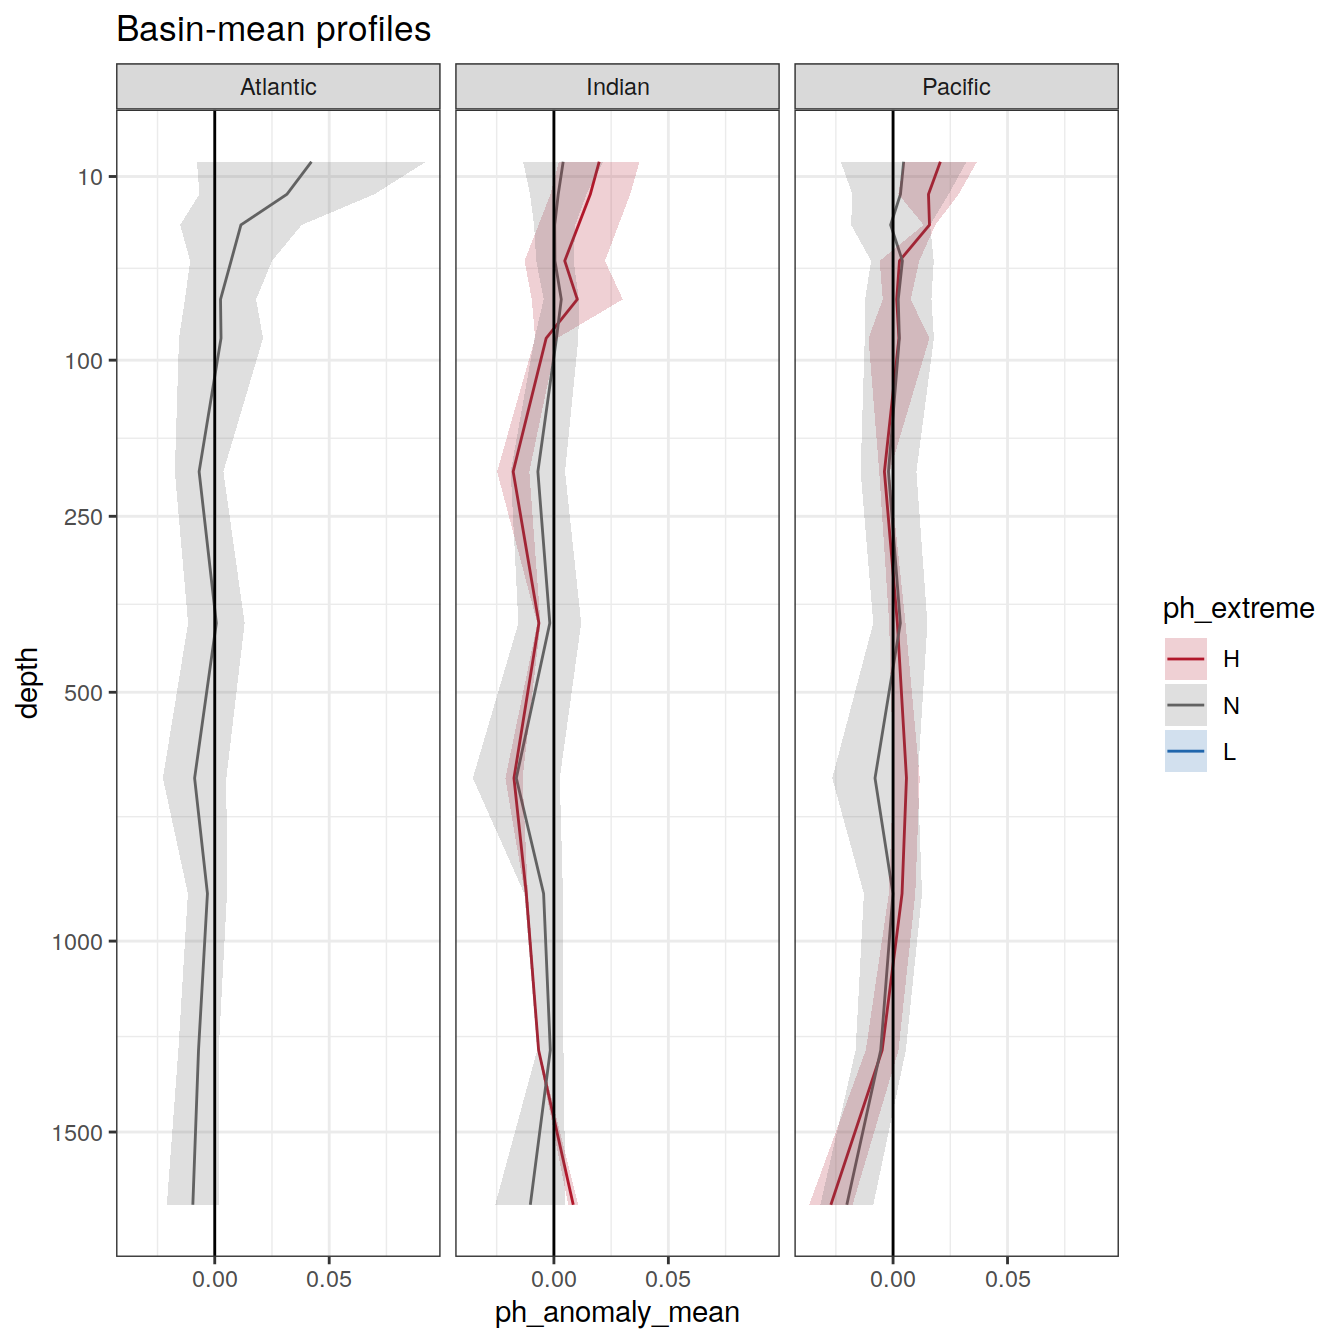 Basin-mean profiles
Atlantic
Indian
Pacific
10
100
250
500
1000
1500
depth
0.00
0.05
0.00
0.05
0.00
0.05
ph_anomaly_mean
ph_extreme
H
N
L